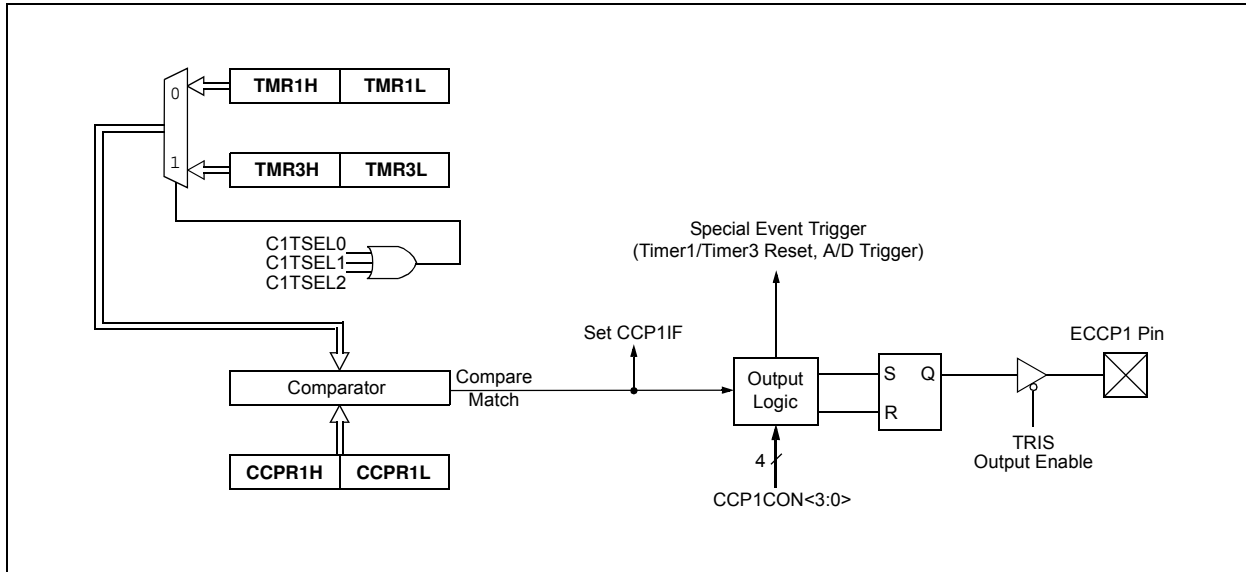 0
TMR1H TMR1L
1
TMR3H TMR3L
C1TSEL0
C1TSEL1
C1TSEL2
Special Event Trigger
(Timer1/Timer3 Reset, A/D Trigger)
Set CCP1IF
ECCP1 Pin
Comparator
Compare
Match
Output
Logic
S Q
R
TRIS
Output Enable
4
CCPR1H CCPR1L
CCP1CON<3:0>